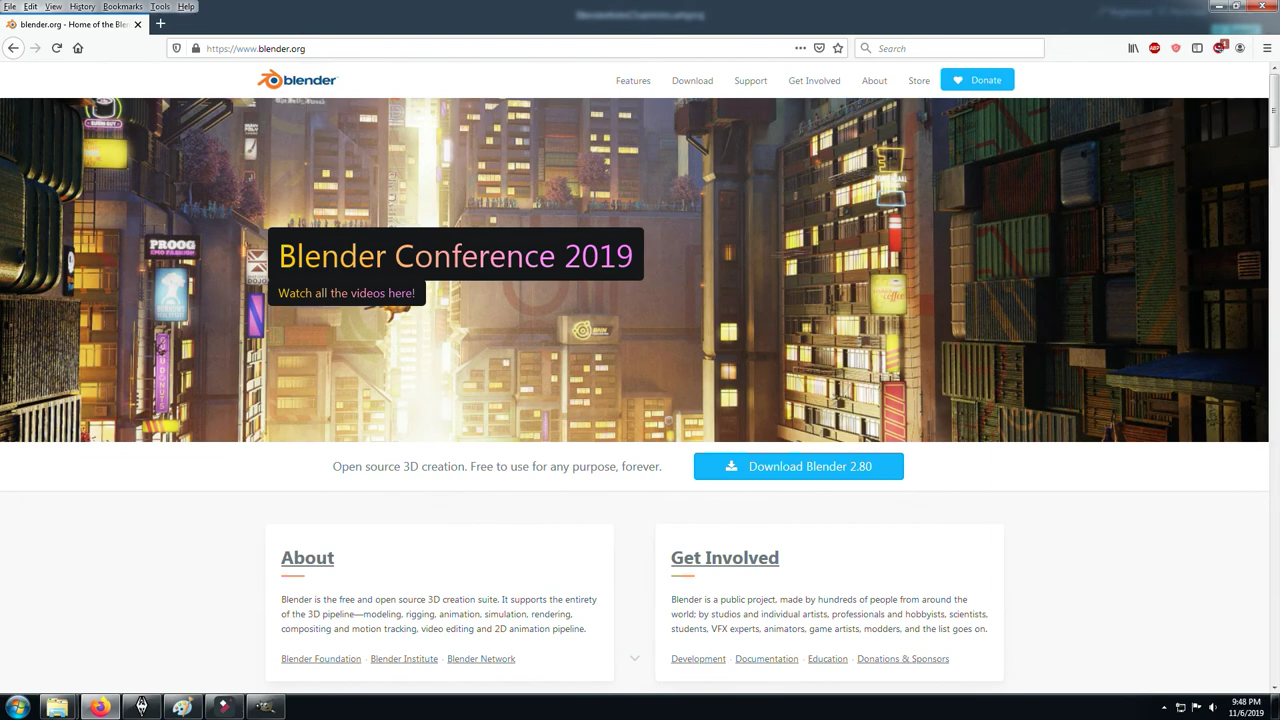 File Edit View History Bookmarks Tools Help
blender.org - Home of the Blen
https://www.blender.org
Search
ABP
1
blender
Features Download Support Get Involved About Store Donate
PROOG
DOJO
coffee
BNN
Blender Conference 2019
Watch all the videos here!
Open source 3D creation. Free to use for any purpose, forever.
Download Blender 2.80
About
Blender is the free and open source 3D creation suite. It supports the entirety
of the 3D pipeline—modeling, rigging, animation, simulation, rendering,
compositing and motion tracking, video editing and 2D animation pipeline.
Blender Foundation · Blender Institute · Blender Network
Get Involved
Blender is a public project, made by hundreds of people from around the
world; by studios and individual artists, professionals and hobbyists, scientists,
students, VFX experts, animators, game artists, modders, and the list goes on.
Development · Documentation · Education · Donations & Sponsors
9:48 PM
11/6/2019